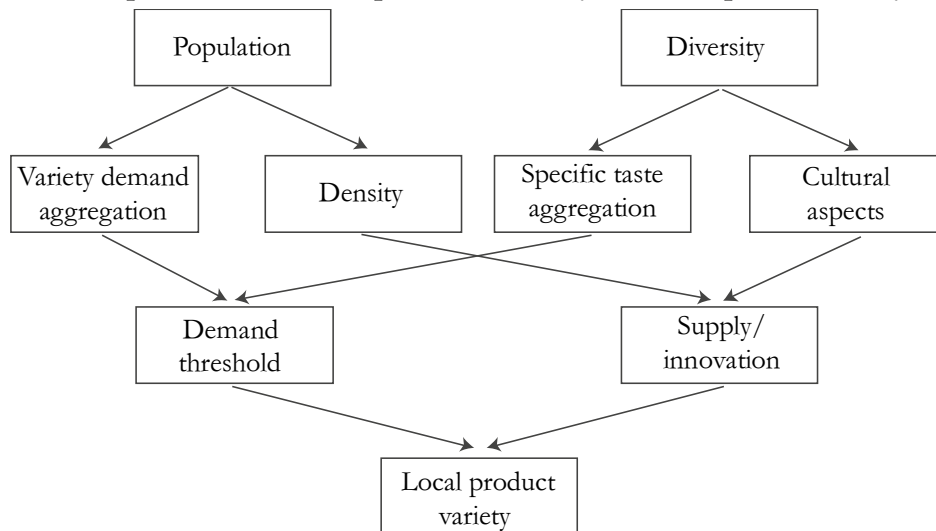 Population
Diversity
Variety demand
aggregation
Density
Specific taste
aggregation
Cultural
aspects
Demand
threshold
Supply/
innovation
Local product
variety